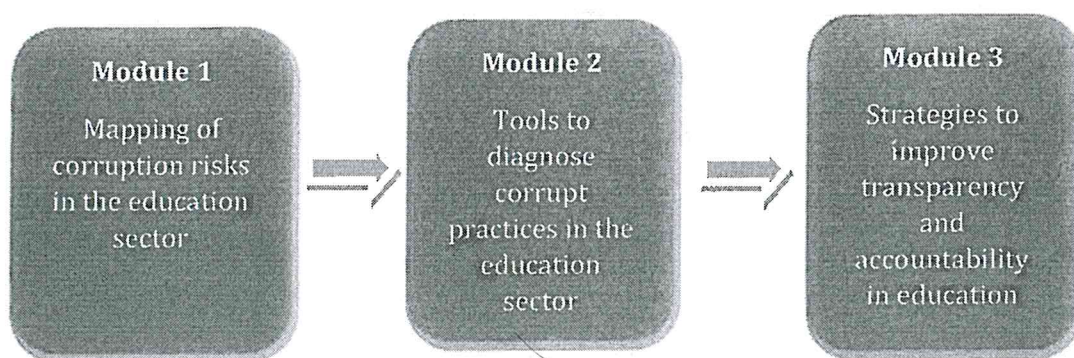 Module 1
Mapping of
corruption risks
in the education
sector
Module 2
Tools to
diagnose
corrupt
practices in the
education
sector
Module 3
Strategies to
improve
transparency
and
accountability
in education